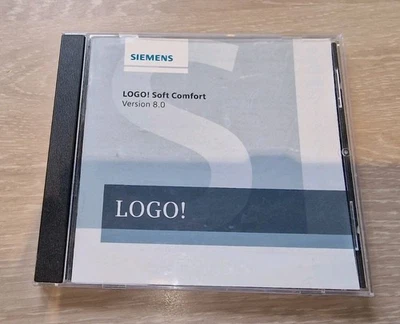 SIEMENS
LOGO! Soft Comfort
Version 8.0
LOGO!